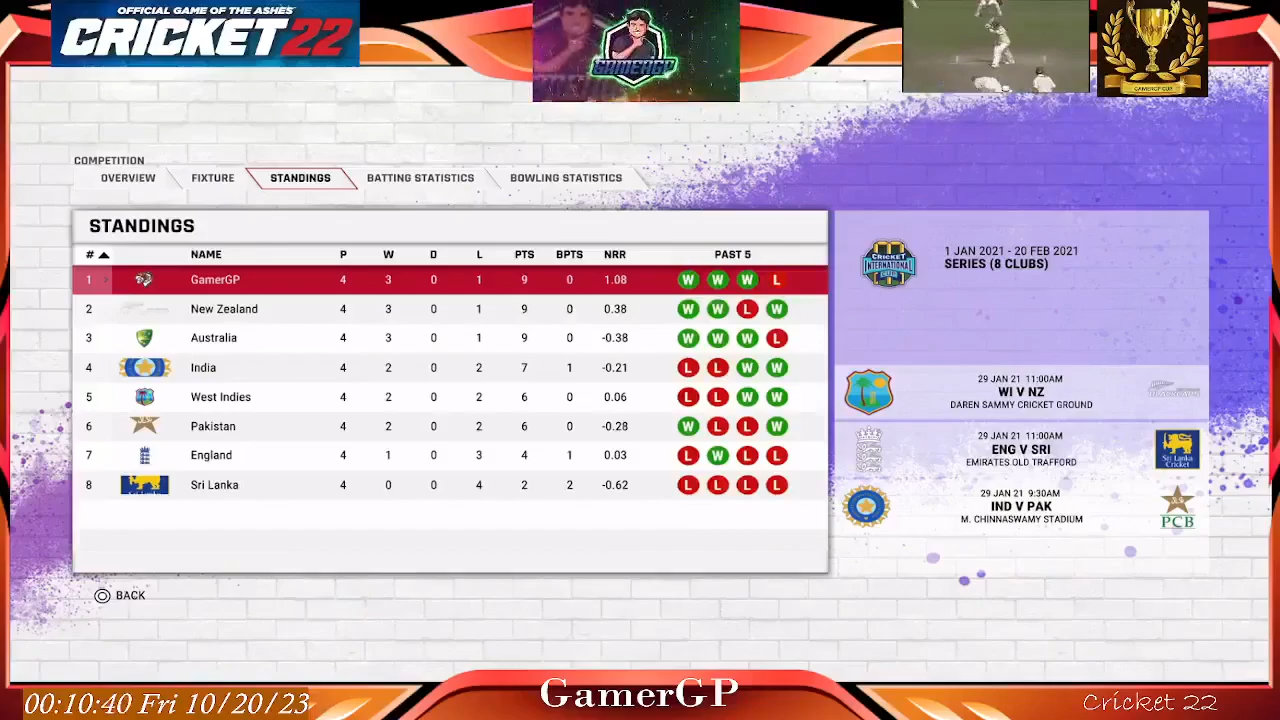 OFFICIAL GAME OF THE ASHES
CRICKET 22
GAMERGP
GAMERGP CUP
COMPETITION
OVERVIEW FIXTURE STANDINGS BATTING STATISTICS BOWLING STATISTICS
STANDINGS
# NAME P W D L PTS BPTS NRR PAST 5
1 GamerGP 4 3 0 1 9 0 1.08 W W W L
2 New Zealand 4 3 0 1 9 0 0.38 W W L W
3 Australia 4 3 0 1 9 0 -0.38 W W W L
4 India 4 2 0 2 7 1 -0.21 L L W W
5 West Indies 4 2 0 2 6 0 0.06 L L W W
6 Pakistan 4 2 0 2 6 0 -0.28 W L L W
7 England 4 1 0 3 4 1 0.03 L W L L
8 Sri Lanka 4 0 0 4 2 2 -0.62 L L L L
CRICKET
INTERNATIONAL
1 JAN 2021 - 20 FEB 2021
SERIES (8 CLUBS)
29 JAN 21 11:00AM
WI V NZ
DAREN SAMMY CRICKET GROUND
BLACKCAPS
29 JAN 21 11:00AM
ENG V SRI
EMIRATES OLD TRAFFORD
Sri Lanka
Cricket
29 JAN 21 9:30AM
IND V PAK
M. CHINNASWAMY STADIUM
PCB
BACK
00:10:40 Fri 10/20/23
GamerGP
Cricket 22